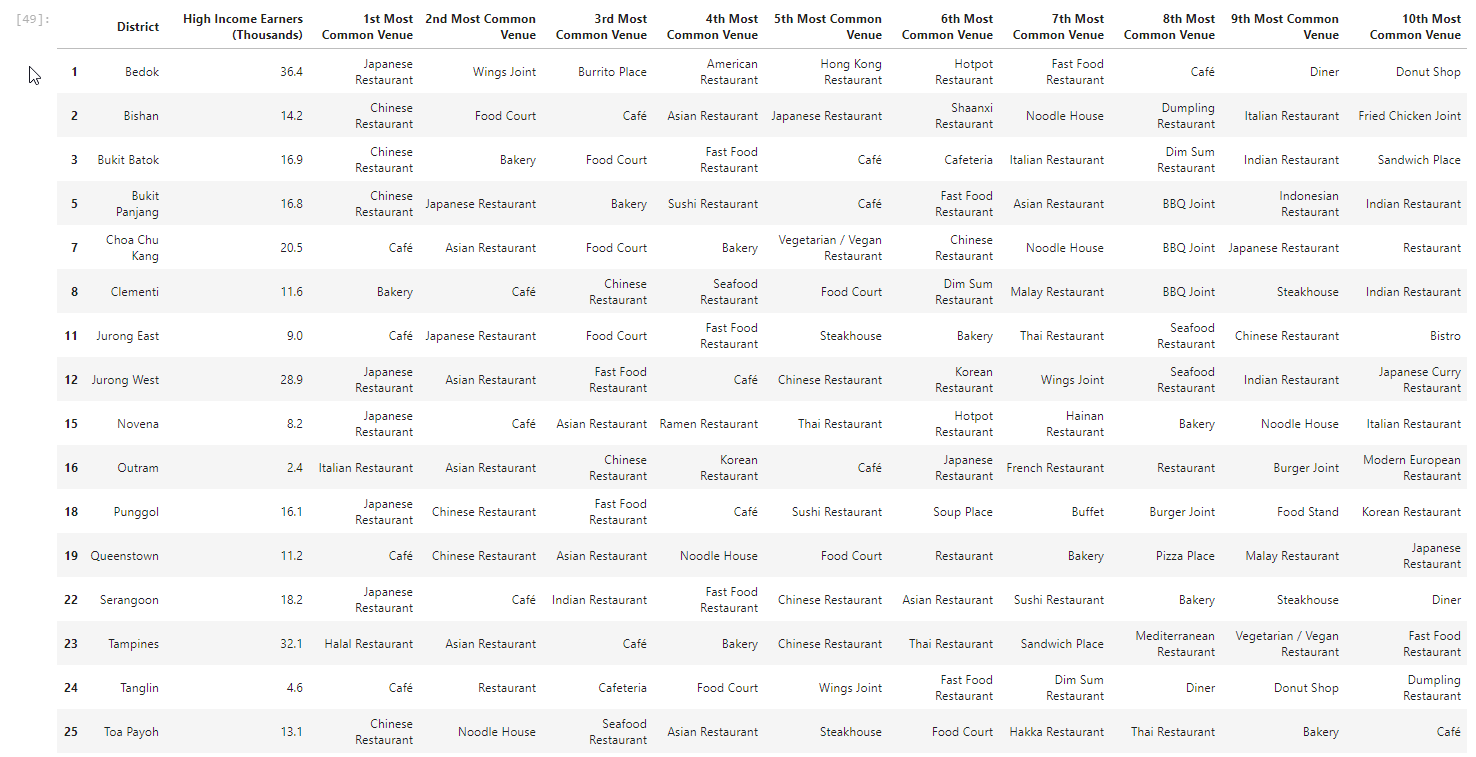 [49]:
District High Income Earners (Thousands) 1st Most Common Venue 2nd Most Common Venue 3rd Most Common Venue 4th Most Common Venue 5th Most Common Venue 6th Most Common Venue 7th Most Common Venue 8th Most Common Venue 9th Most Common Venue 10th Most Common Venue
1 Bedok 36.4 Japanese Restaurant Wings Joint Burrito Place American Restaurant Hong Kong Restaurant Hotpot Restaurant Fast Food Restaurant Café Diner Donut Shop
2 Bishan 14.2 Chinese Restaurant Food Court Café Asian Restaurant Japanese Restaurant Shaanxi Restaurant Noodle House Dumpling Restaurant Italian Restaurant Fried Chicken Joint
3 Bukit Batok 16.9 Chinese Restaurant Bakery Food Court Fast Food Restaurant Café Cafeteria Italian Restaurant Dim Sum Restaurant Indian Restaurant Sandwich Place
5 Bukit Panjang 16.8 Chinese Restaurant Japanese Restaurant Bakery Sushi Restaurant Café Fast Food Restaurant Asian Restaurant BBQ Joint Indonesian Restaurant Indian Restaurant
7 Choa Chu Kang 20.5 Café Asian Restaurant Food Court Bakery Vegetarian / Vegan Restaurant Chinese Restaurant Noodle House BBQ Joint Japanese Restaurant Restaurant
8 Clementi 11.6 Bakery Café Chinese Restaurant Seafood Restaurant Food Court Dim Sum Restaurant Malay Restaurant BBQ Joint Steakhouse Indian Restaurant
11 Jurong East 9.0 Café Japanese Restaurant Food Court Fast Food Restaurant Steakhouse Bakery Thai Restaurant Seafood Restaurant Chinese Restaurant Bistro
12 Jurong West 28.9 Japanese Restaurant Asian Restaurant Fast Food Restaurant Café Chinese Restaurant Korean Restaurant Wings Joint Seafood Restaurant Indian Restaurant Japanese Curry Restaurant
15 Novena 8.2 Japanese Restaurant Café Asian Restaurant Ramen Restaurant Thai Restaurant Hotpot Restaurant Hainan Restaurant Bakery Noodle House Italian Restaurant
16 Outram 2.4 Italian Restaurant Asian Restaurant Chinese Restaurant Korean Restaurant Café Japanese Restaurant French Restaurant Restaurant Burger Joint Modern European Restaurant
18 Punggol 16.1 Japanese Restaurant Chinese Restaurant Fast Food Restaurant Café Sushi Restaurant Soup Place Buffet Burger Joint Food Stand Korean Restaurant
19 Queenstown 11.2 Café Chinese Restaurant Asian Restaurant Noodle House Food Court Restaurant Bakery Pizza Place Malay Restaurant Japanese Restaurant
22 Serangoon 18.2 Japanese Restaurant Café Indian Restaurant Fast Food Restaurant Chinese Restaurant Asian Restaurant Sushi Restaurant Bakery Steakhouse Diner
23 Tampines 32.1 Halal Restaurant Asian Restaurant Café Bakery Chinese Restaurant Thai Restaurant Sandwich Place Mediterranean Restaurant Vegetarian / Vegan Restaurant Fast Food Restaurant
24 Tanglin 4.6 Café Restaurant Cafeteria Food Court Wings Joint Fast Food Restaurant Dim Sum Restaurant Diner Donut Shop Dumpling Restaurant
25 Toa Payoh 13.1 Chinese Restaurant Noodle House Seafood Restaurant Asian Restaurant Steakhouse Food Court Hakka Restaurant Thai Restaurant Bakery Café